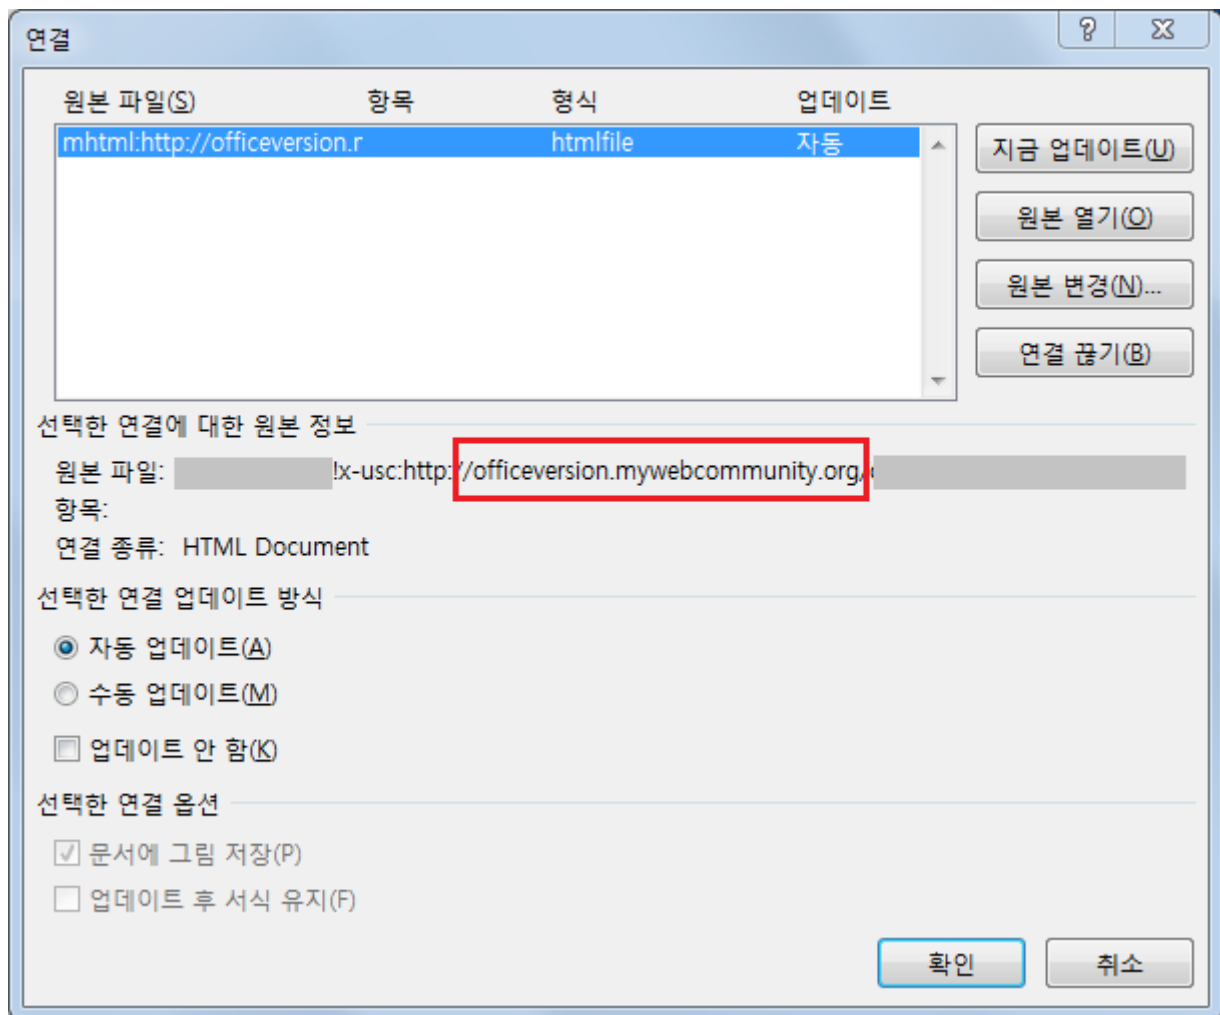 연결
원본 파일(S) 항목 형식 업데이트
mhtml:http://officeversion.r htmlfile 자동
지금 업데이트(U)
원본 열기(O)
원본 변경(N)...
연결 끊기(B)
선택한 연결에 대한 원본 정보
원본 파일: !x-usc:http://officeversion.mywebcommunity.org/
항목:
연결 종류: HTML Document
선택한 연결 업데이트 방식
자동 업데이트(A)
수동 업데이트(M)
업데이트 안 함(K)
선택한 연결 옵션
문서에 그림 저장(P)
업데이트 후 서식 유지(F)
확인 취소